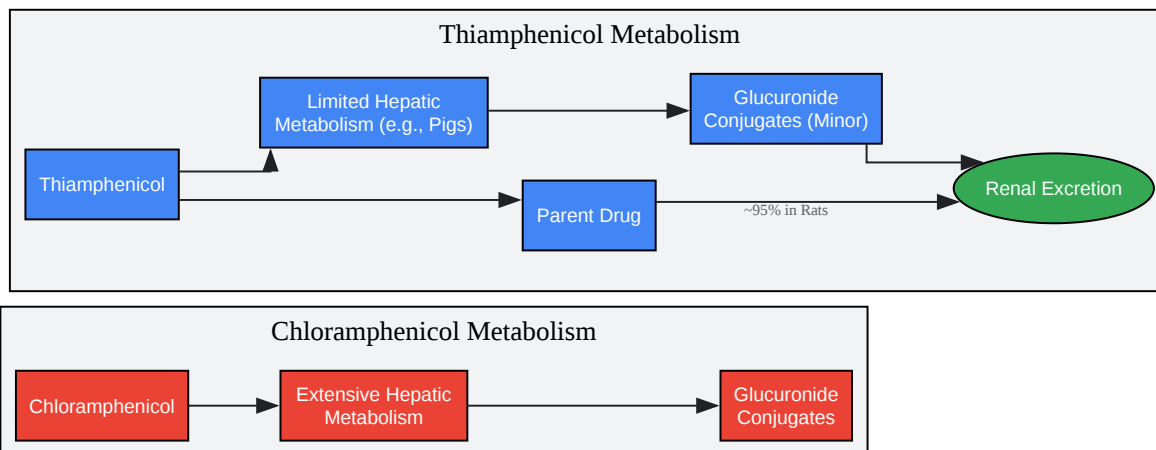 Thiamphenicol Metabolism
Limited Hepatic
Metabolism (e.g., Pigs)
Glucuronide
Conjugates (Minor)
Thiamphenicol
Parent Drug
~95% in Rats
Renal Excretion
Chloramphenicol Metabolism
Chloramphenicol
Extensive Hepatic
Metabolism
Glucuronide
Conjugates